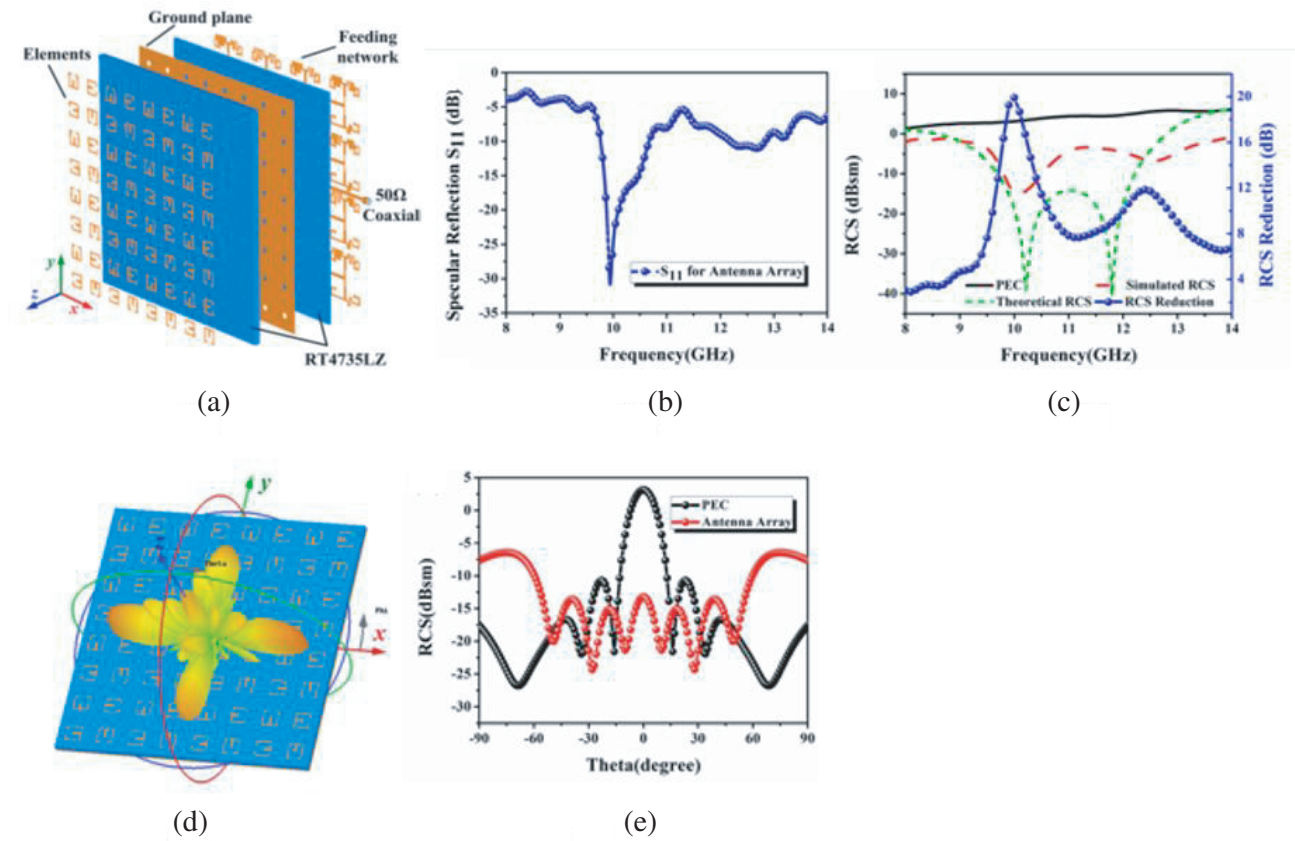 Ground plane
Feeding
network
Elements
50Ω
Coaxial
y
x
RT4735LZ
(a)
Specular Reflection S11 (dB)
0
-5
-10
-15
-20
-25
-30
-35
-S11 for Antenna Array
8 9 10 11 12 13 14
Frequency(GHz)
(b)
RCS (dBsm)
10
0
-10
-20
-30
-40
PEC
Simulated RCS
Theoretical RCS
RCS Reduction
20
16
12
8
4
RCS Reduction (dB)
8 9 10 11 12 13 14
Frequency(GHz)
(c)
y
Theta
Phi
x
(d)
RCS(dBsm)
5
0
-5
-10
-15
-20
-25
-30
PEC
Antenna Array
-90 -60 -30 0 30 60 90
Theta(degree)
(e)